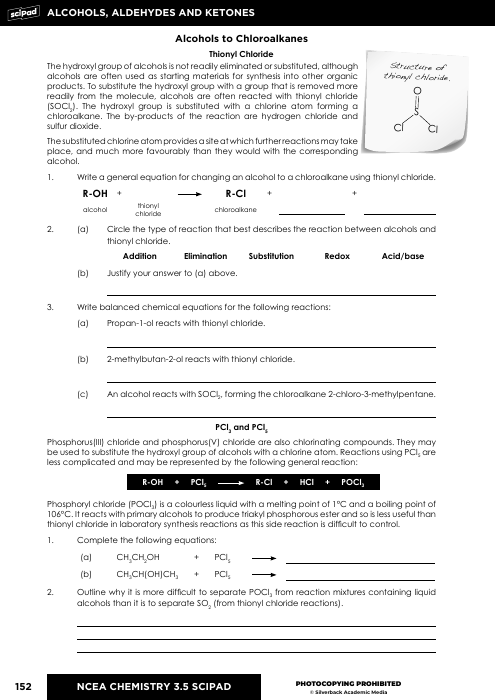 scipad ALCOHOLS, ALDEHYDES AND KETONES
Alcohols to Chloroalkanes
Thionyl Chloride
The hydroxyl group of alcohols is not readily eliminated or substituted, although
alcohols are often used as starting materials for synthesis into other organic
products. To substitute the hydroxyl group with a group that is removed more
readily from the molecule, alcohols are often reacted with thionyl chloride
(SOCl₂). The hydroxyl group is substituted with a chlorine atom forming a
chloroalkane. The by-products of the reaction are hydrogen chloride and
sulfur dioxide.
The substituted chlorine atom provides a site at which further reactions may take
place, and much more favourably than they would with the corresponding
alcohol.
Structure of
thionyl chloride.
O
S
Cl Cl
1. Write a general equation for changing an alcohol to a chloroalkane using thionyl chloride.
R-OH + → R-Cl + +
alcohol thionyl chloroalkane
chloride
2. (a) Circle the type of reaction that best describes the reaction between alcohols and
thionyl chloride.
Addition Elimination Substitution Redox Acid/base
(b) Justify your answer to (a) above.
3. Write balanced chemical equations for the following reactions:
(a) Propan-1-ol reacts with thionyl chloride.
(b) 2-methylbutan-2-ol reacts with thionyl chloride.
(c) An alcohol reacts with SOCl₂, forming the chloroalkane 2-chloro-3-methylpentane.
PCl₃ and PCl₅
Phosphorus(III) chloride and phosphorus(V) chloride are also chlorinating compounds. They may
be used to substitute the hydroxyl group of alcohols with a chlorine atom. Reactions using PCl₅ are
less complicated and may be represented by the following general reaction:
R-OH + PCl₅ → R-Cl + HCl + POCl₃
Phosphoryl chloride (POCl₃) is a colourless liquid with a melting point of 1°C and a boiling point of
106°C. It reacts with primary alcohols to produce trialkyl phosphorous ester and so is less useful than
thionyl chloride in laboratory synthesis reactions as this side reaction is difficult to control.
1. Complete the following equations:
(a) CH₃CH₂OH + PCl₅ →
(b) CH₃CH(OH)CH₃ + PCl₅ →
2. Outline why it is more difficult to separate POCl₃ from reaction mixtures containing liquid
alcohols than it is to separate SO₂ (from thionyl chloride reactions).
152 NCEA CHEMISTRY 3.5 SCIPAD PHOTOCOPYING PROHIBITED
© Silverback Academic Media